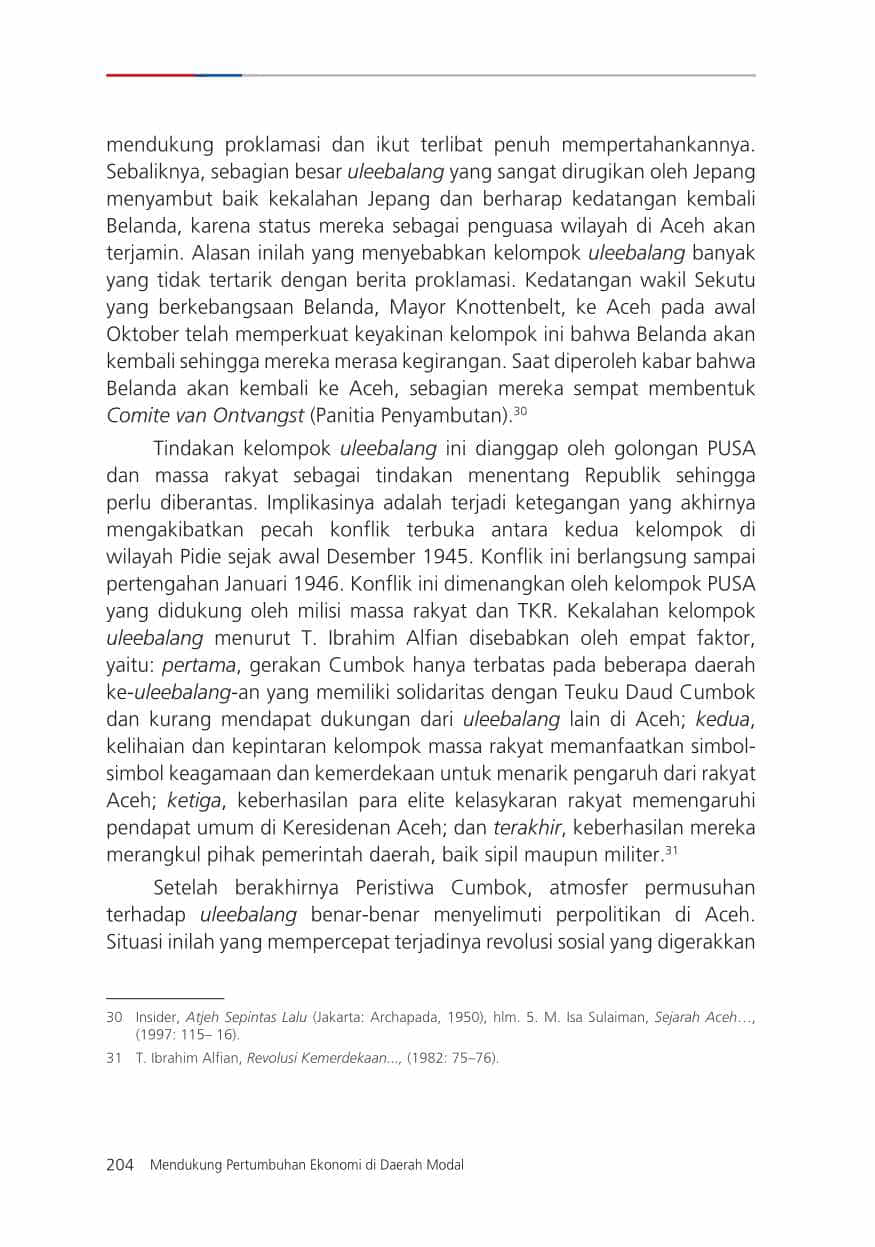 mendukung proklamasi dan ikut terlibat penuh mempertahankannya.
Sebaliknya, sebagian besar uleebalang yang sangat dirugikan oleh Jepang
menyambut baik kekalahan Jepang dan berharap kedatangan kembali
Belanda, karena status mereka sebagai penguasa wilayah di Aceh akan
terjamin. Alasan inilah yang menyebabkan kelompok uleebalang banyak
yang tidak tertarik dengan berita proklamasi. Kedatangan wakil Sekutu
yang berkebangsaan Belanda, Mayor Knottenbelt, ke Aceh pada awal
Oktober telah memperkuat keyakinan kelompok ini bahwa Belanda akan
kembali sehingga mereka merasa kegirangan. Saat diperoleh kabar bahwa
Belanda akan kembali ke Aceh, sebagian mereka sempat membentuk
Comite van Ontvangst (Panitia Penyambutan).30
Tindakan kelompok uleebalang ini dianggap oleh golongan PUSA
dan massa rakyat sebagai tindakan menentang Republik sehingga
perlu diberantas. Implikasinya adalah terjadi ketegangan yang akhirnya
mengakibatkan pecah konflik terbuka antara kedua kelompok di
wilayah Pidie sejak awal Desember 1945. Konflik ini berlangsung sampai
pertengahan Januari 1946. Konflik ini dimenangkan oleh kelompok PUSA
yang didukung oleh milisi massa rakyat dan TKR. Kekalahan kelompok
uleebalang menurut T. Ibrahim Alfian disebabkan oleh empat faktor,
yaitu: pertama, gerakan Cumbok hanya terbatas pada beberapa daerah
ke-uleebalang-an yang memiliki solidaritas dengan Teuku Daud Cumbok
dan kurang mendapat dukungan dari uleebalang lain di Aceh; kedua,
kelihaian dan kepintaran kelompok massa rakyat memanfaatkan simbol-
simbol keagamaan dan kemerdekaan untuk menarik pengaruh dari rakyat
Aceh; ketiga, keberhasilan para elite kelasykaran rakyat memengaruhi
pendapat umum di Keresidenan Aceh; dan terakhir, keberhasilan mereka
merangkul pihak pemerintah daerah, baik sipil maupun militer.31
Setelah berakhirnya Peristiwa Cumbok, atmosfer permusuhan
terhadap uleebalang benar-benar menyelimuti perpolitikan di Aceh.
Situasi inilah yang mempercepat terjadinya revolusi sosial yang digerakkan
30 Insider, Atjeh Sepintas Lalu (Jakarta: Archapada, 1950), hlm. 5. M. Isa Sulaiman, Sejarah Aceh…,
(1997: 115– 16).
31 T. Ibrahim Alfian, Revolusi Kemerdekaan..., (1982: 75–76).
204 Mendukung Pertumbuhan Ekonomi di Daerah Modal